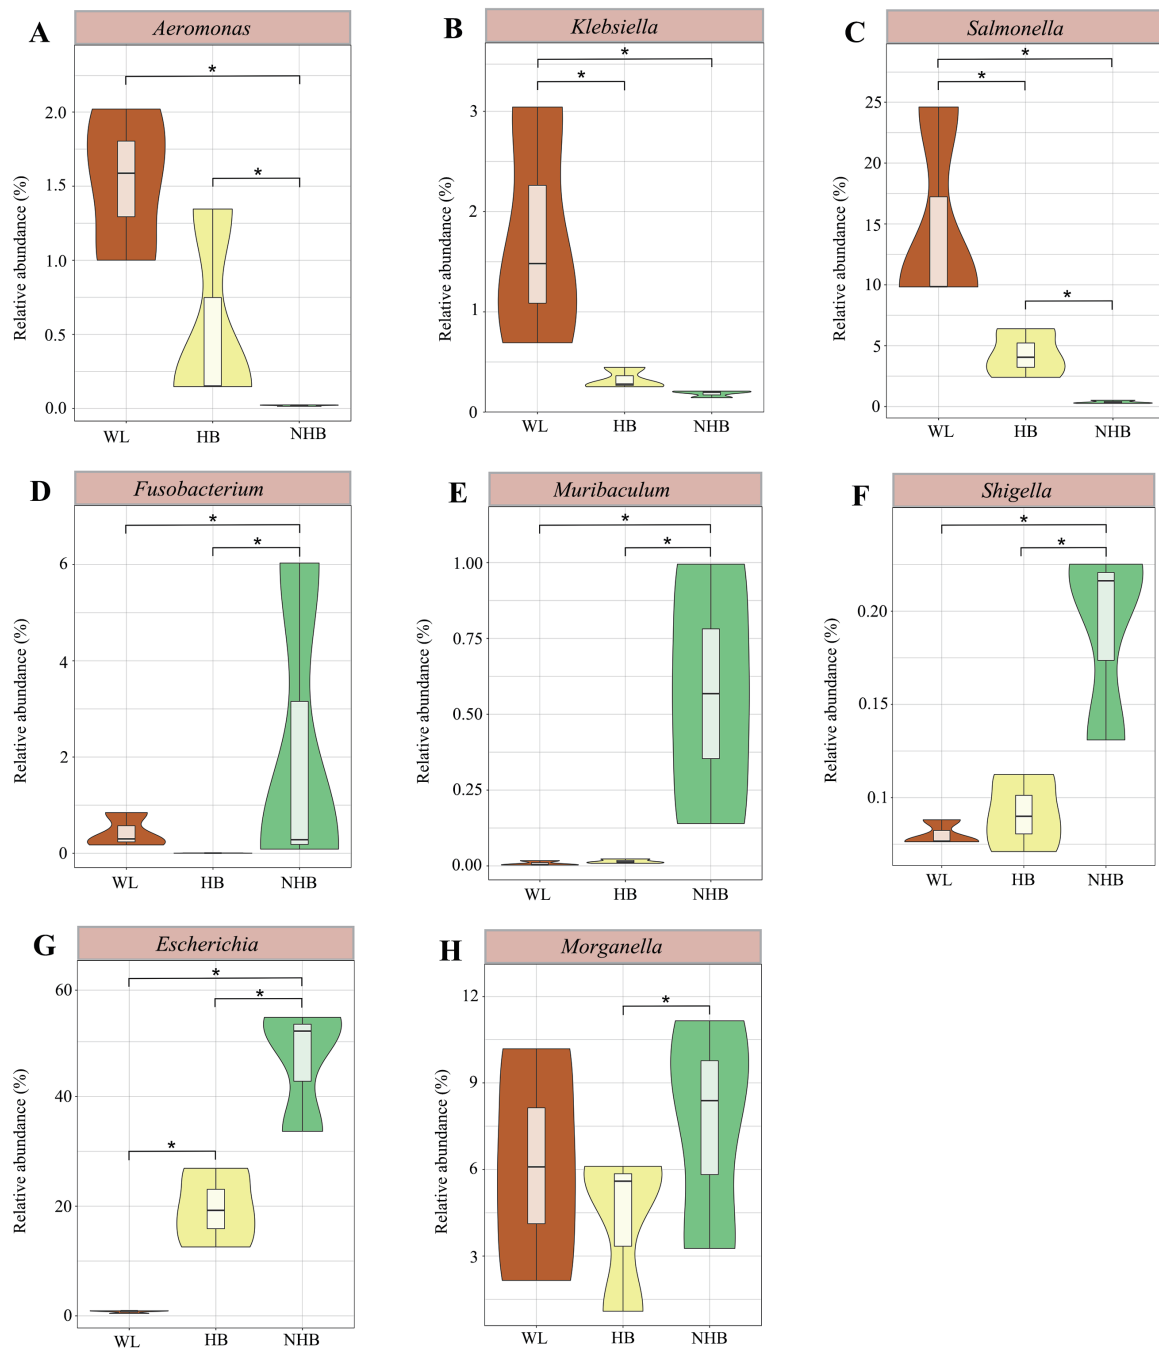 A
Aeromonas
Relative abundance (%)
2.0
1.5
1.0
0.5
0.0
*
*
WL
HB
NHB
B
Klebsiella
Relative abundance (%)
3
2
1
0
*
*
WL
HB
NHB
C
Salmonella
Relative abundance (%)
25
20
15
10
5
0
*
*
*
WL
HB
NHB
D
Fusobacterium
Relative abundance (%)
6
4
2
0
*
*
WL
HB
NHB
E
Muribaculum
Relative abundance (%)
1.00
0.75
0.50
0.25
0.00
*
*
WL
HB
NHB
F
Shigella
Relative abundance (%)
0.20
0.15
0.1
*
*
WL
HB
NHB
G
Escherichia
Relative abundance (%)
60
40
20
0
*
*
*
WL
HB
NHB
H
Morganella
Relative abundance (%)
12
9
6
3
*
WL
HB
NHB